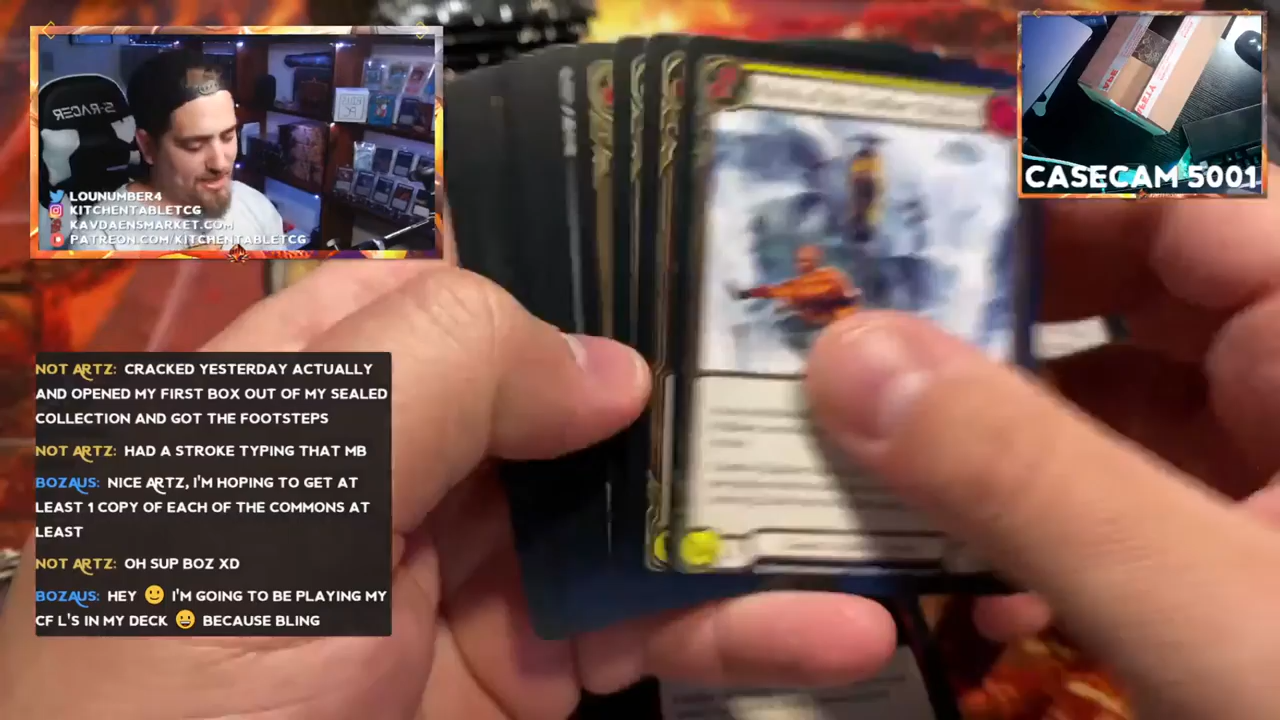 S-RACER
LOUNUMBER4
KITCHENTABLETCG
KAVDAENSMARKET.COM
PATREON.COM/KITCHENTABLETCG
CASECAM 5001
NOT ARTZ: CRACKED YESTERDAY ACTUALLY
AND OPENED MY FIRST BOX OUT OF MY SEALED
COLLECTION AND GOT THE FOOTSTEPS
NOT ARTZ: HAD A STROKE TYPING THAT MB
BOZAUS: NICE ARTZ, I'M HOPING TO GET AT
LEAST 1 COPY OF EACH OF THE COMMONS AT
LEAST
NOT ARTZ: OH SUP BOZ XD
BOZAUS: HEY 🙂 I'M GOING TO BE PLAYING MY
CF L'S IN MY DECK 😀 BECAUSE BLING